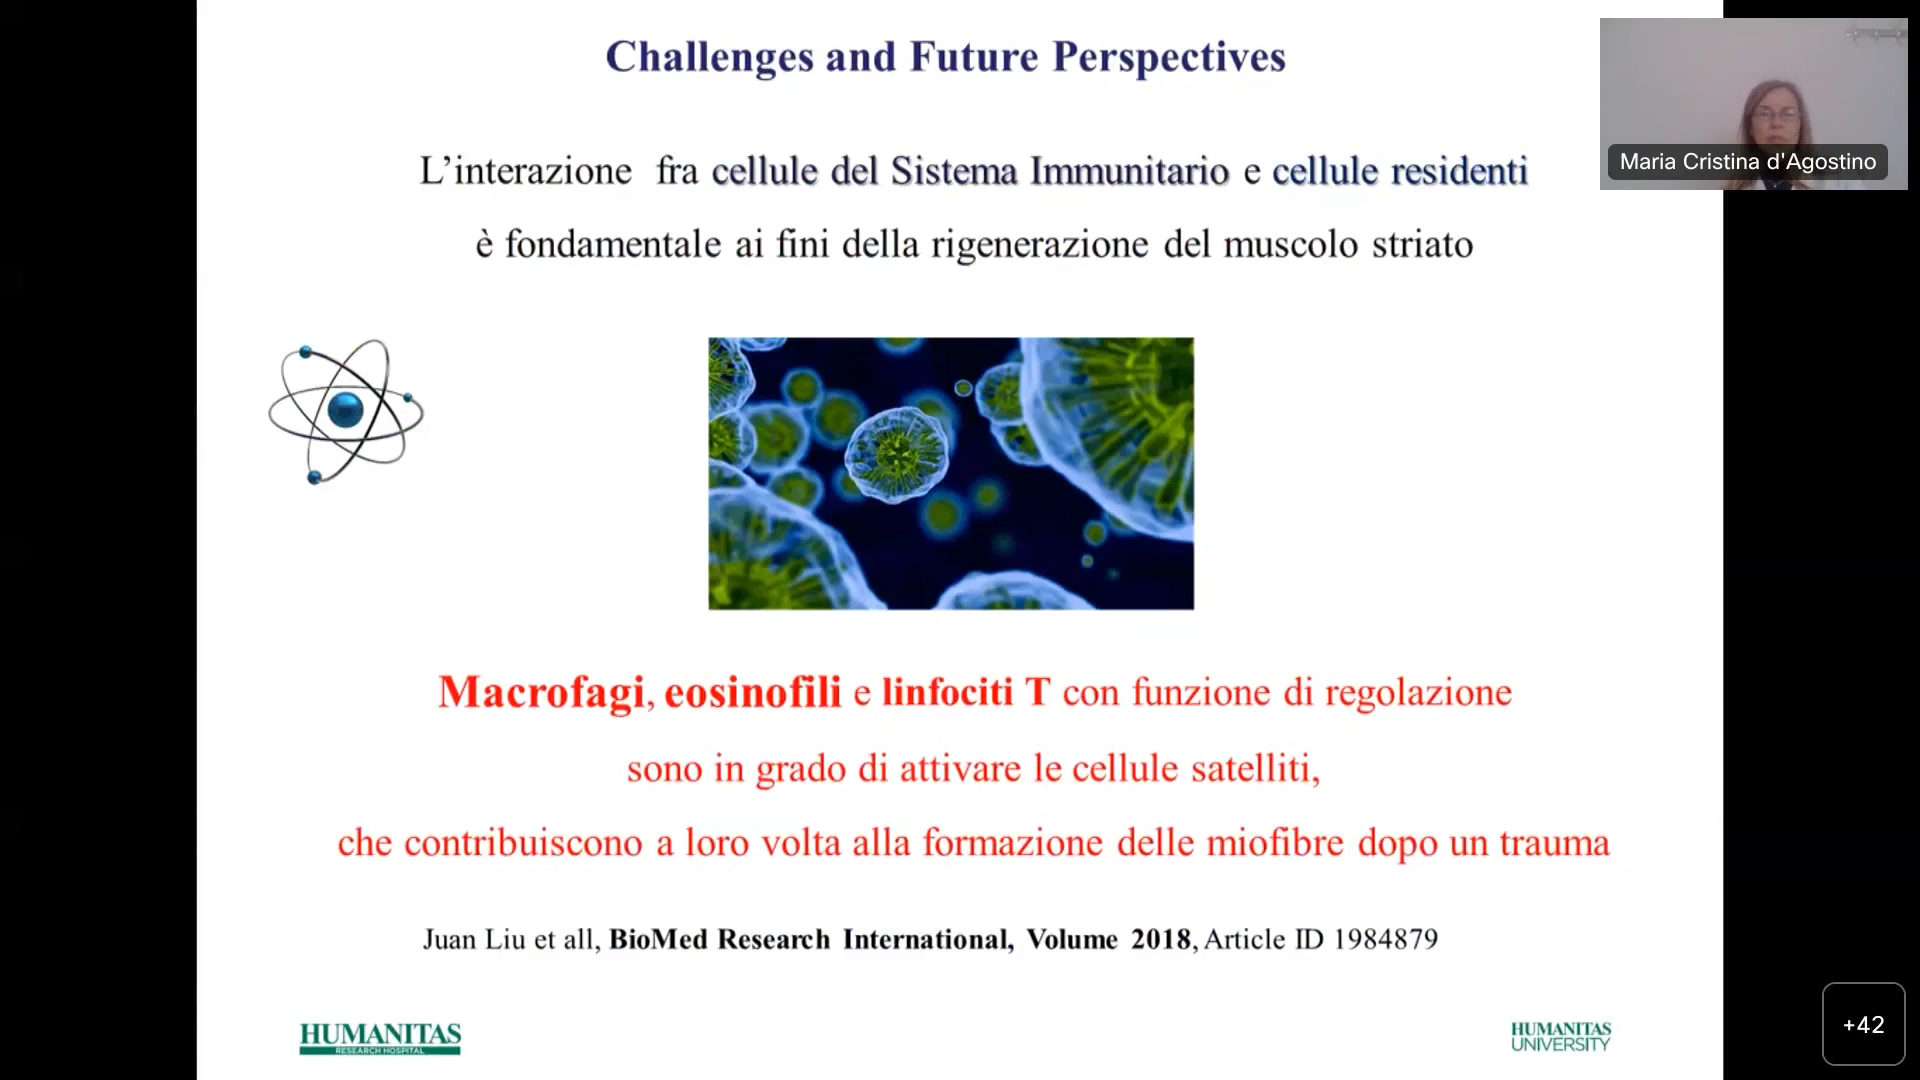 Challenges and Future Perspectives
Maria Cristina d'Agostino
L’interazione fra cellule del Sistema Immunitario e cellule residenti
è fondamentale ai fini della rigenerazione del muscolo striato
Macrofagi, eosinofili e linfociti T con funzione di regolazione
sono in grado di attivare le cellule satelliti,
che contribuiscono a loro volta alla formazione delle miofibre dopo un trauma
Juan Liu et all, BioMed Research International, Volume 2018, Article ID 1984879
HUMANITAS
RESEARCH HOSPITAL
HUMANITAS
UNIVERSITY
+42